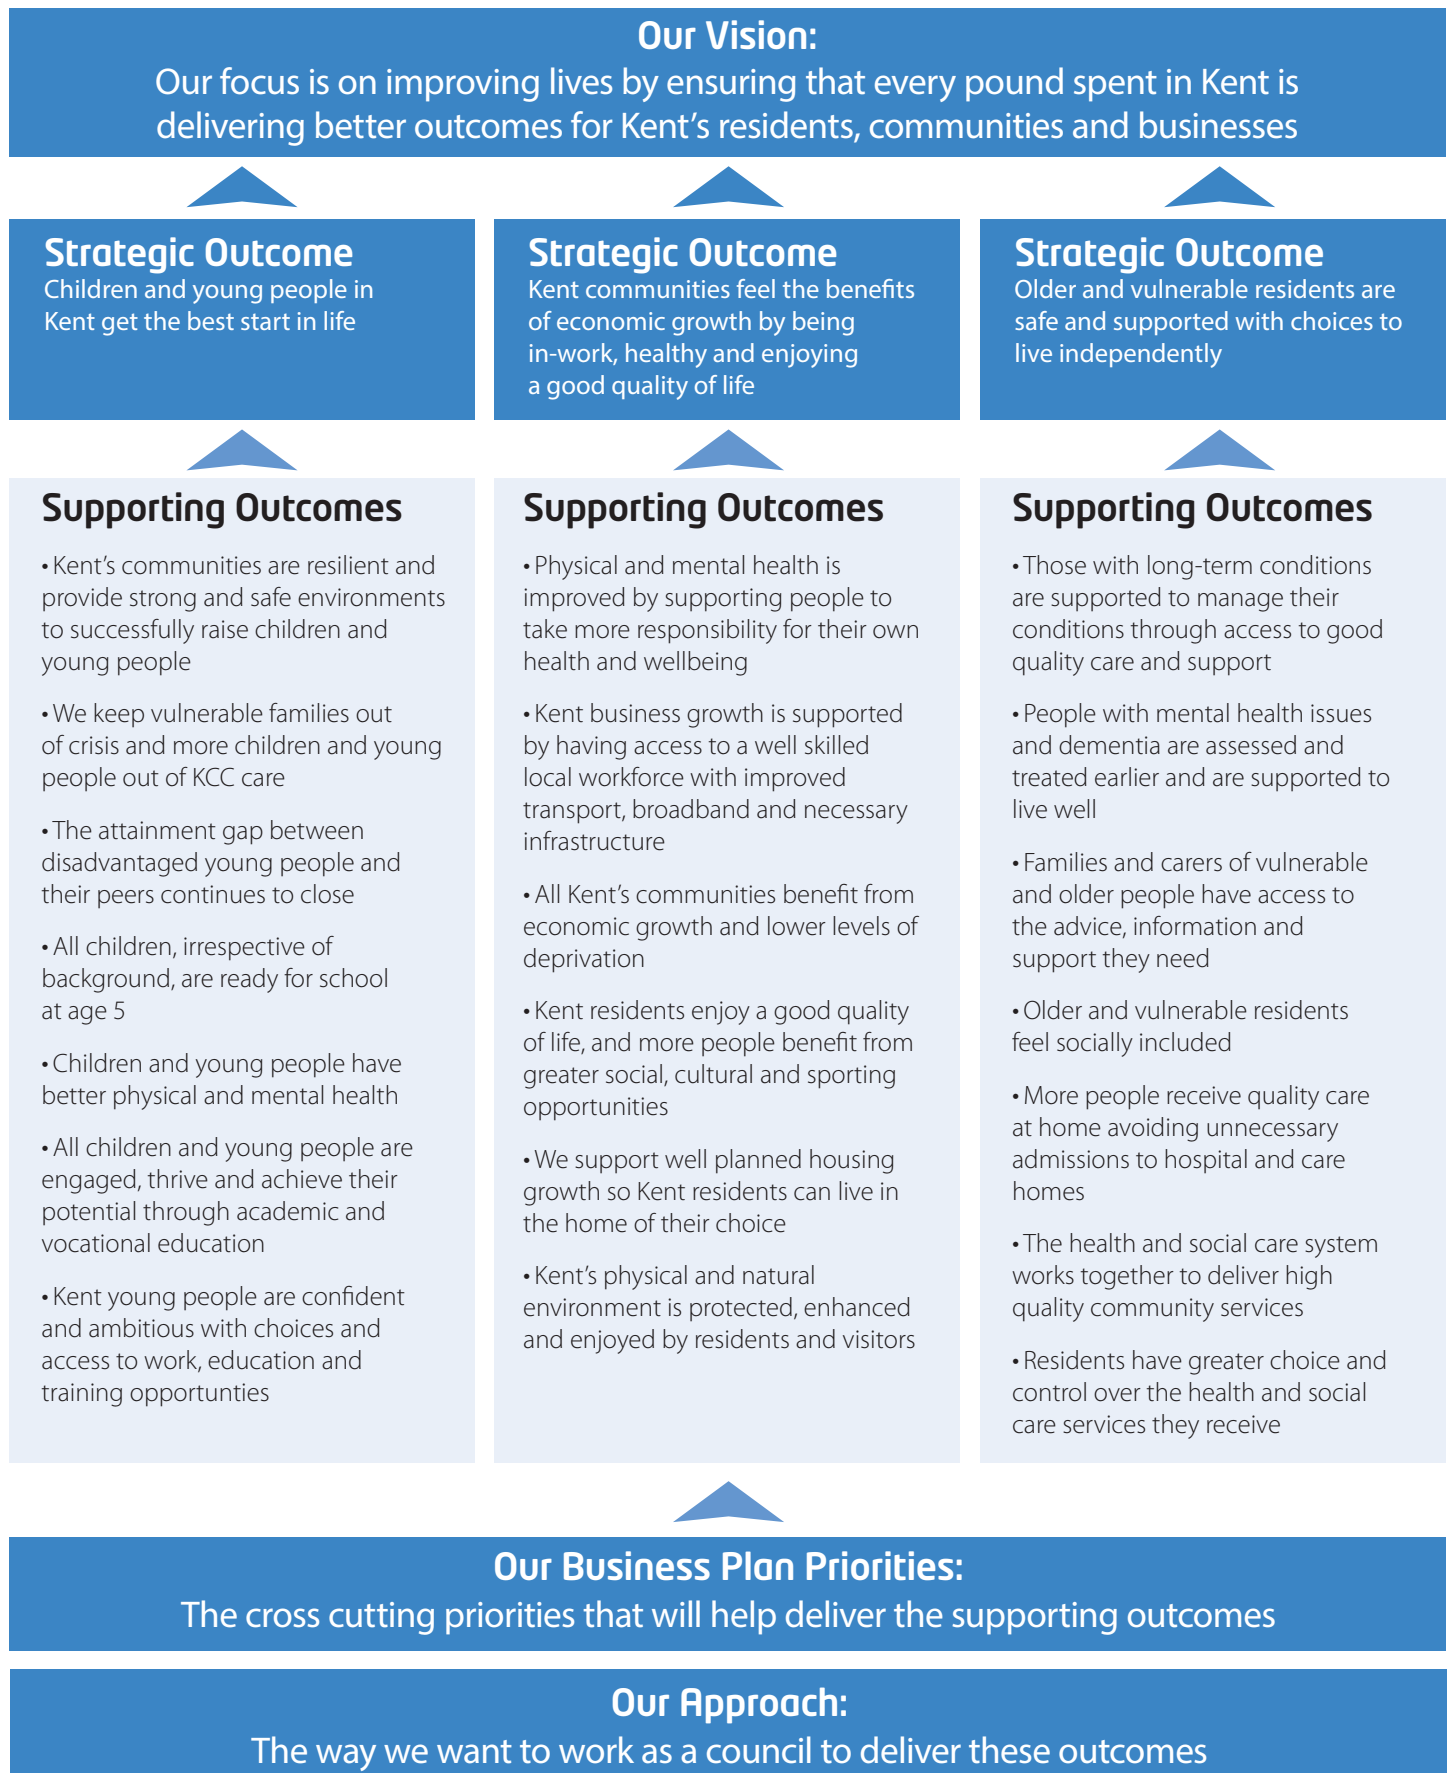 Our Vision:
Our focus is on improving lives by ensuring that every pound spent in Kent is
delivering better outcomes for Kent’s residents, communities and businesses
Strategic Outcome
Children and young people in
Kent get the best start in life
Strategic Outcome
Kent communities feel the benefits
of economic growth by being
in-work, healthy and enjoying
a good quality of life
Strategic Outcome
Older and vulnerable residents are
safe and supported with choices to
live independently
Supporting Outcomes
• Kent’s communities are resilient and
provide strong and safe environments
to successfully raise children and
young people
• We keep vulnerable families out
of crisis and more children and young
people out of KCC care
• The attainment gap between
disadvantaged young people and
their peers continues to close
• All children, irrespective of
background, are ready for school
at age 5
• Children and young people have
better physical and mental health
• All children and young people are
engaged, thrive and achieve their
potential through academic and
vocational education
• Kent young people are confident
and ambitious with choices and
access to work, education and
training opportunties
Supporting Outcomes
• Physical and mental health is
improved by supporting people to
take more responsibility for their own
health and wellbeing
• Kent business growth is supported
by having access to a well skilled
local workforce with improved
transport, broadband and necessary
infrastructure
• All Kent’s communities benefit from
economic growth and lower levels of
deprivation
• Kent residents enjoy a good quality
of life, and more people benefit from
greater social, cultural and sporting
opportunities
• We support well planned housing
growth so Kent residents can live in
the home of their choice
• Kent’s physical and natural
environment is protected, enhanced
and enjoyed by residents and visitors
Supporting Outcomes
• Those with long-term conditions
are supported to manage their
conditions through access to good
quality care and support
• People with mental health issues
and dementia are assessed and
treated earlier and are supported to
live well
• Families and carers of vulnerable
and older people have access to
the advice, information and
support they need
• Older and vulnerable residents
feel socially included
• More people receive quality care
at home avoiding unnecessary
admissions to hospital and care
homes
• The health and social care system
works together to deliver high
quality community services
• Residents have greater choice and
control over the health and social
care services they receive
Our Business Plan Priorities:
The cross cutting priorities that will help deliver the supporting outcomes
Our Approach:
The way we want to work as a council to deliver these outcomes